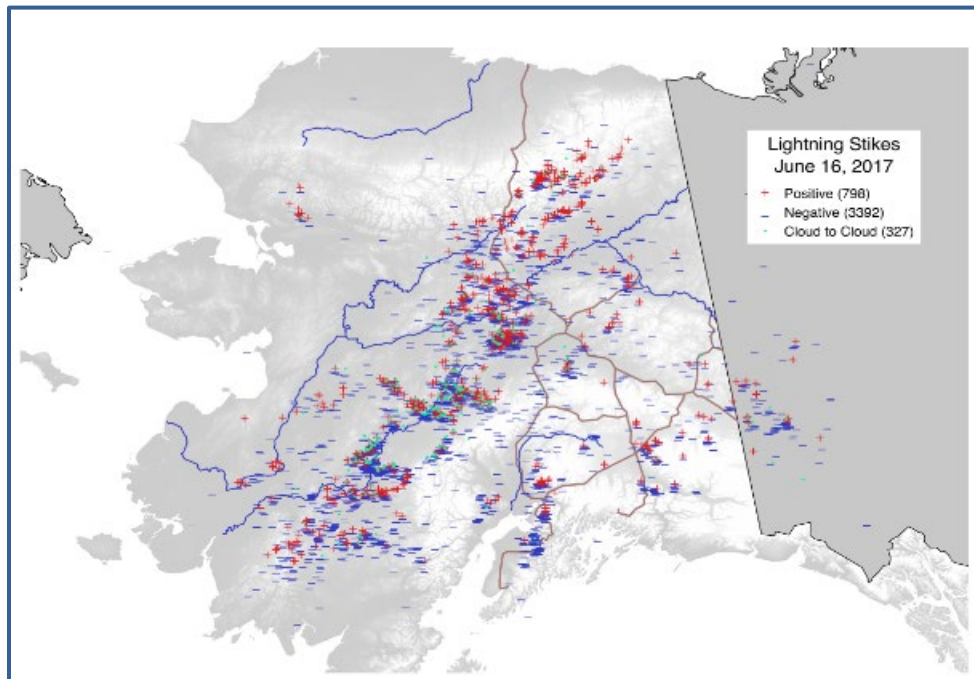 Lightning Stikes
June 16, 2017
Positive (798)
Negative (3392)
Cloud to Cloud (327)